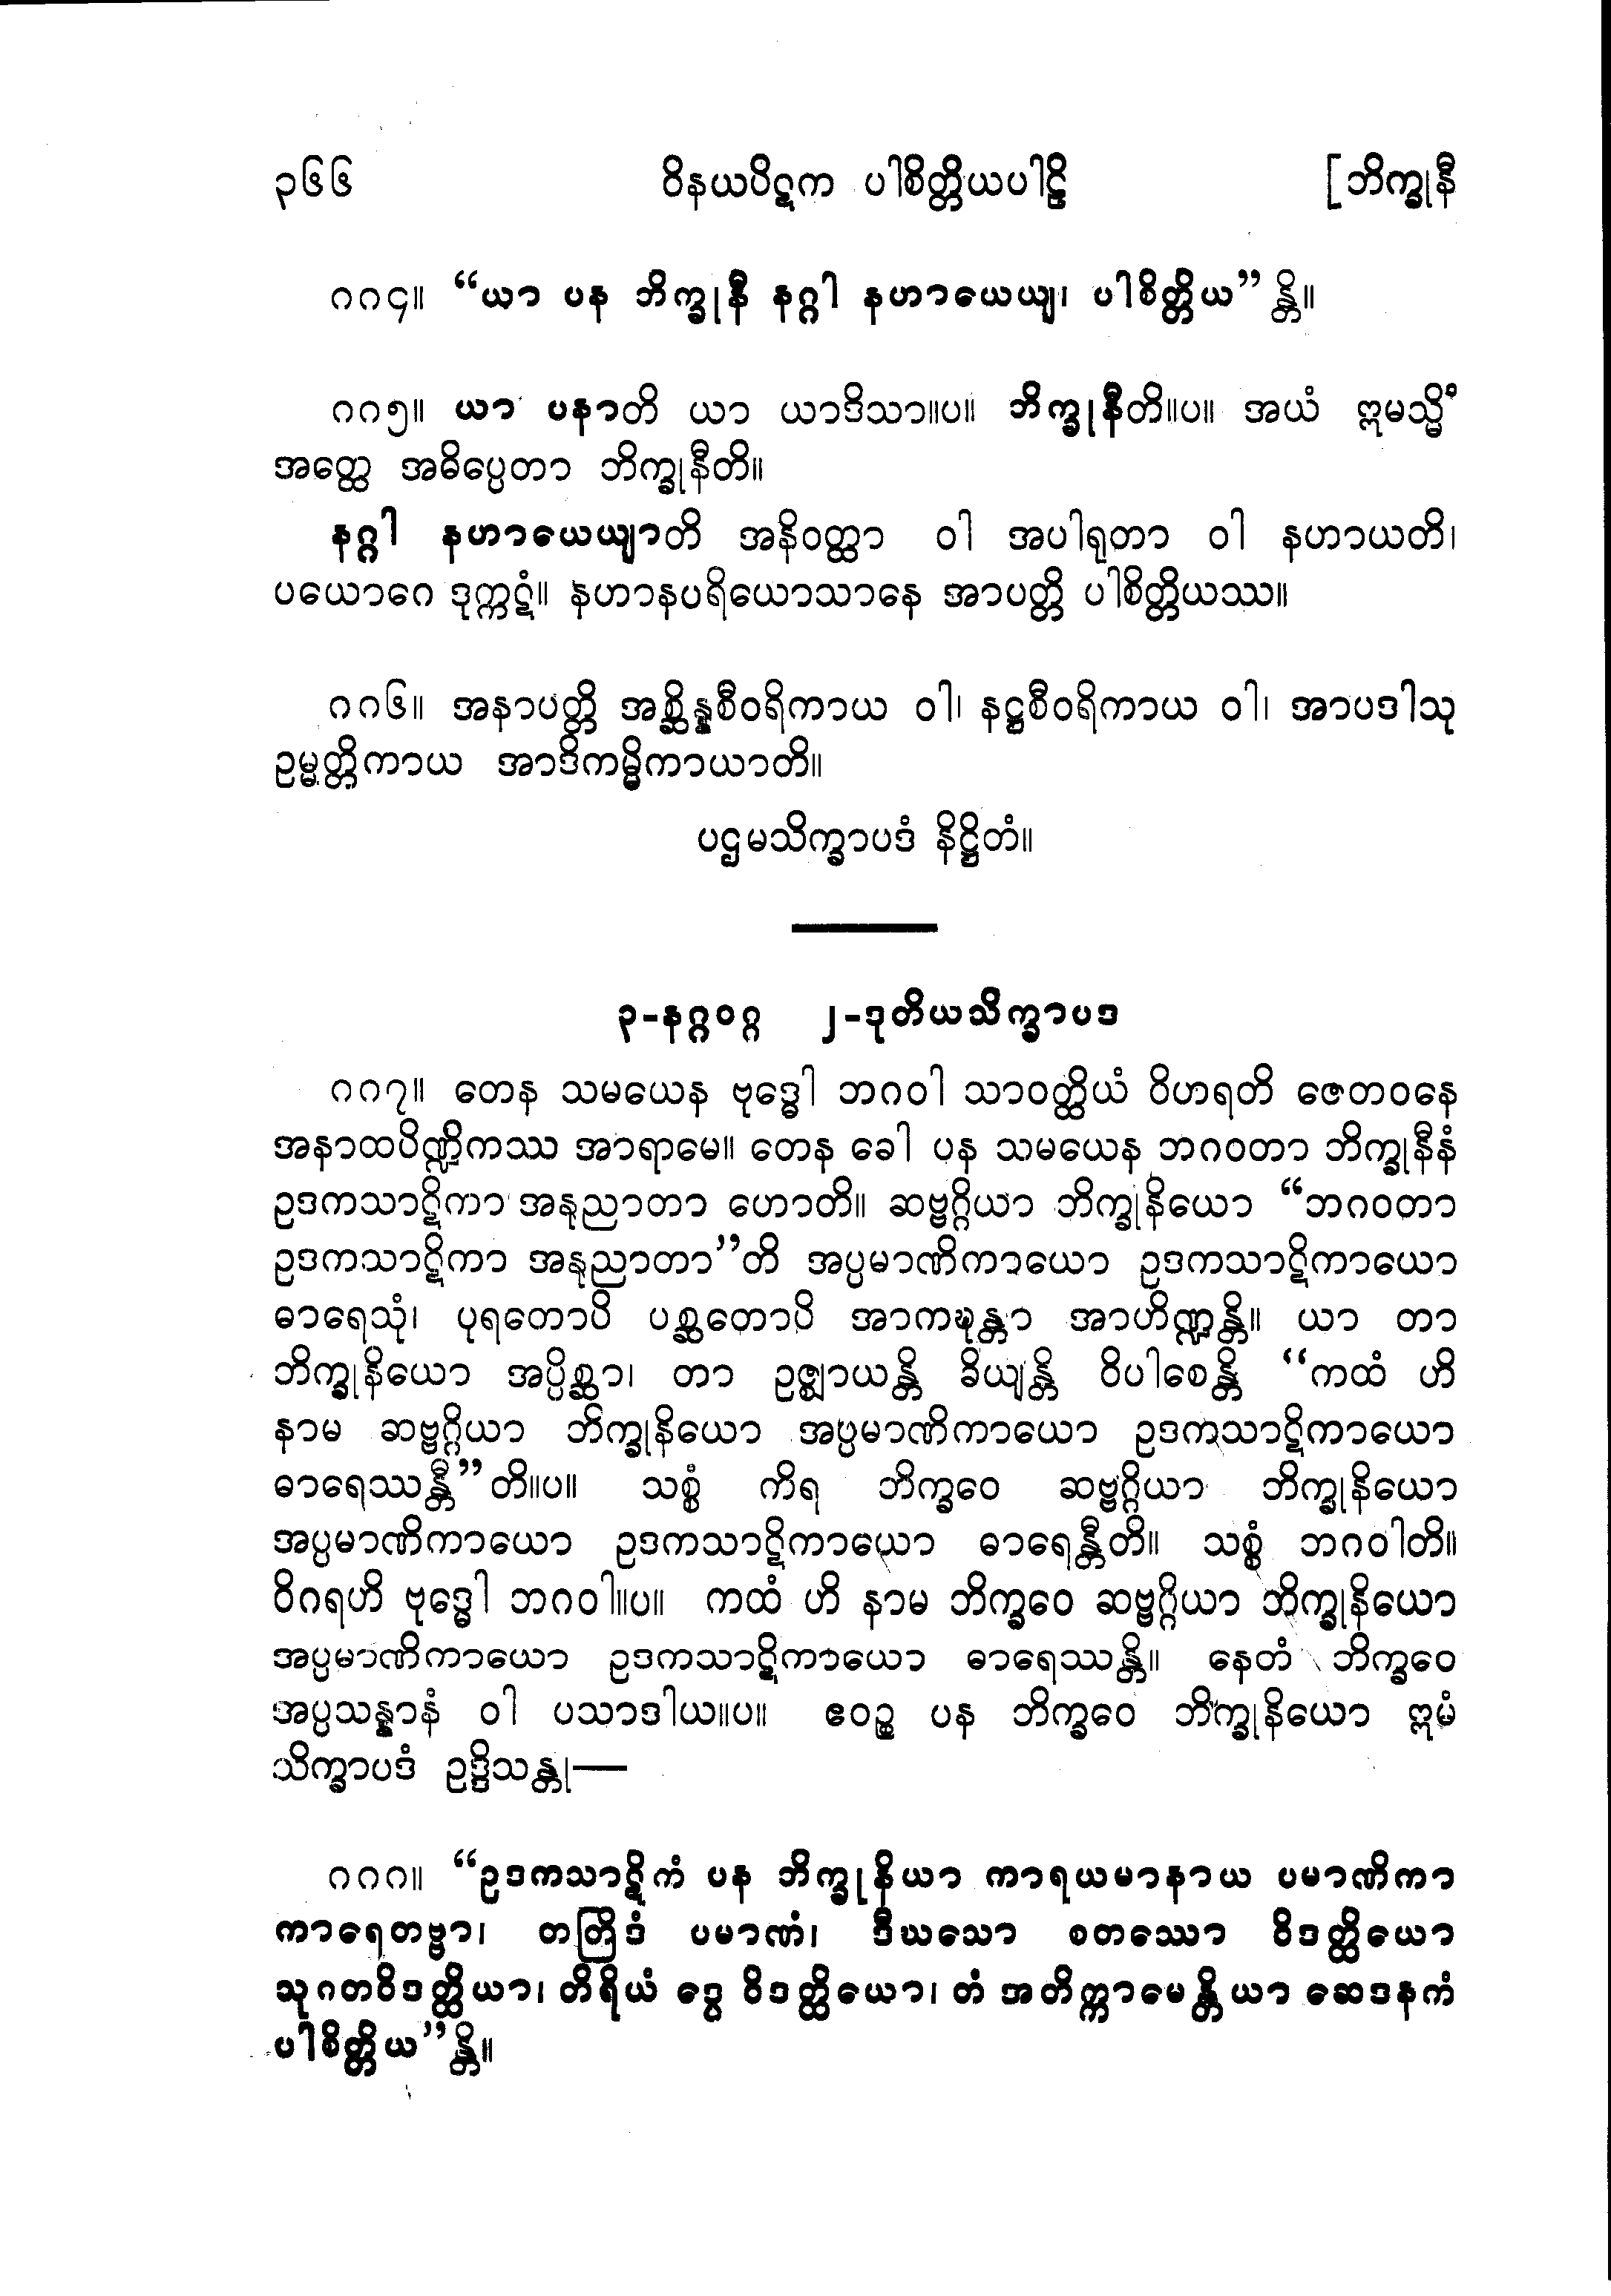 ၃၆၆ ဝိနယပိဋက ပါစိတ္တိယပါဠိ [ဘိက္ခုနီ
၈၈၄။ “ယာ ပန ဘိက္ခုနီ နဂ္ဂါ နဟာယေယျ၊ ပါစိတ္တိယ”န္တိ။
၈၈၅။ ယာ ပနာတိ ယာ ယာဒိသာ။ပ။ ဘိက္ခုနီတိ။ပ။ အယံ ဣမသ္မိံ
အတ္ထေ အဓိပ္ပေတာ ဘိက္ခုနီတိ။
နဂ္ဂါ နဟာယေယျာတိ အနိဝတ္ထာ ဝါ အပါရုတာ ဝါ နဟာယတိ၊
ပယောဂေ ဒုက္ကဋံ။ နဟာနပရိယောသာနေ အာပတ္တိ ပါစိတ္တိယဿ။
၈၈၆။ အနာပတ္တိ အစ္ဆိန္နစီဝရိကာယ ဝါ၊ နဋ္ဌစီဝရိကာယ ဝါ၊ အာပဒါသု
ဥမ္မတ္တိကာယ အာဒိကမ္မိကာယာတိ။
ပဌမသိက္ခာပဒံ နိဋ္ဌိတံ။
၃-နဂ္ဂဝဂ္ဂ ၂-ဒုတိယသိက္ခာပဒ
၈၈၇။ တေန သမယေန ဗုဒ္ဓေါ ဘဂဝါ သာဝတ္ထိယံ ဝိဟရတိ ဇေတဝနေ
အနာထပိဏ္ဍိကဿ အာရာမေ။ တေန ခေါ ပန သမယေန ဘဂဝတာ ဘိက္ခုနီနံ
ဥဒကသာဋိကာ အနုညာတာ ဟောတိ။ ဆဗ္ဗဂ္ဂိယာ ဘိက္ခုနိယော “ဘဂဝတာ
ဥဒကသာဋိကာ အနုညာတာ”တိ အပ္ပမာဏိကာယော ဥဒကသာဋိကာယော
ဓာရေသုံ၊ ပုရတောပိ ပစ္ဆတောပိ အာကဍ္ဎန္တာ အာဟိဏ္ဍန္တိ။ ယာ တာ
ဘိက္ခုနိယော အပ္ပိစ္ဆာ၊ တာ ဥဇ္ဈာယန္တိ ခိယျန္တိ ဝိပါစေန္တိ “ကထံ ဟိ
နာမ ဆဗ္ဗဂ္ဂိယာ ဘိက္ခုနိယော အပ္ပမာဏိကာယော ဥဒကသာဋိကာယော
ဓာရေဿန္တီ”တိ။ပ။ သစ္စံ ကိရ ဘိက္ခဝေ ဆဗ္ဗဂ္ဂိယာ ဘိက္ခုနိယော
အပ္ပမာဏိကာယော ဥဒကသာဋိကာယော ဓာရေန္တီတိ။ သစ္စံ ဘဂဝါတိ။
ဝိဂရဟိ ဗုဒ္ဓေါ ဘဂဝါ။ပ။ ကထံ ဟိ နာမ ဘိက္ခဝေ ဆဗ္ဗဂ္ဂိယာ ဘိက္ခုနိယော
အပ္ပမာဏိကာယော ဥဒကသာဋိကာယော ဓာရေဿန္တိ။ နေတံ ဘိက္ခဝေ
အပ္ပသန္နာနံ ဝါ ပသာဒါယ။ပ။ ဧဝဉ္စ ပန ဘိက္ခဝေ ဘိက္ခုနိယော ဣမံ
သိက္ခာပဒံ ဥဒ္ဒိသန္တု—
၈၈၈။ “ဥဒကသာဋိကံ ပန ဘိက္ခုနိယာ ကာရယမာနာယ ပမာဏိကာ
ကာရေတဗ္ဗာ၊ တတြိဒံ ပမာဏံ၊ ဒီဃသော စတဿော ဝိဒတ္ထိယော
သုဂတဝိဒတ္ထိယာ၊ တိရိယံ ဒွေ ဝိဒတ္ထိယော၊ တံ အတိက္ကာမေန္တိယာ ဆေဒနကံ
ပါစိတ္တိယ”န္တိ။